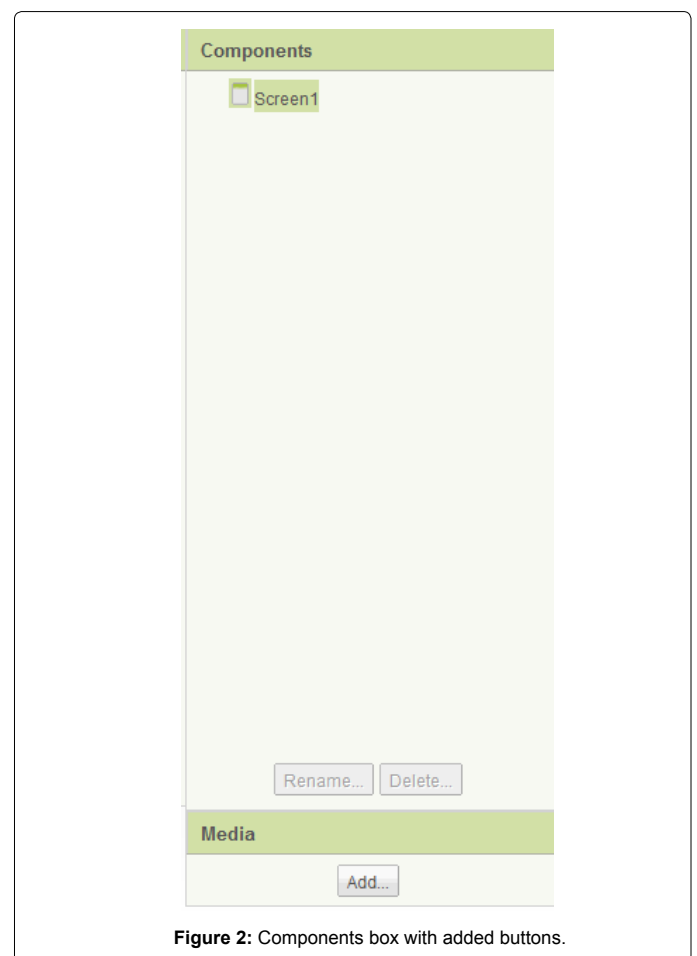 Components
Screen1
Rename... Delete...
Media
Add...
Figure 2: Components box with added buttons.